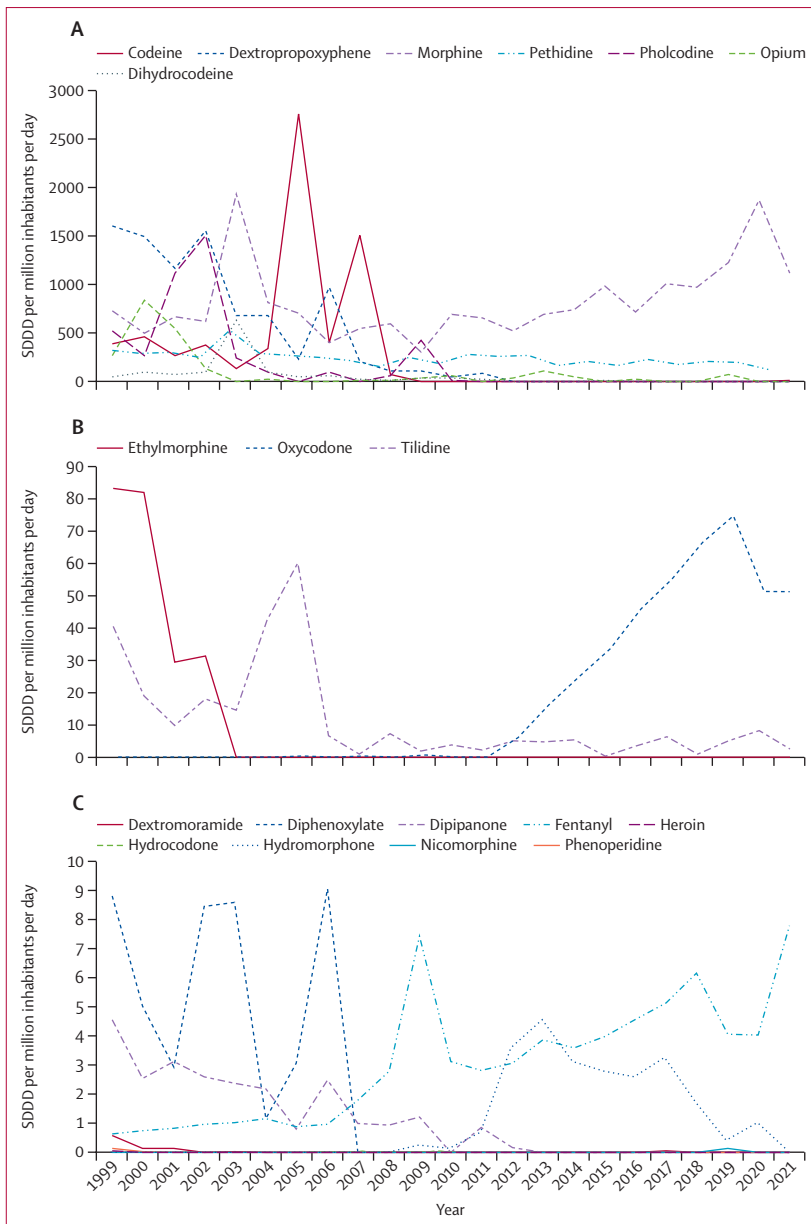 A
Codeine Dextropropoxyphene Morphine Pethidine Pholcodine Opium
Dihydrocodeine
SDDD per million inhabitants per day
3000
2500
2000
1500
1000
500
0
B
Ethylmorphine Oxycodone Tilidine
SDDD per million inhabitants per day
90
80
70
60
50
40
30
20
10
0
C
Dextromoramide Diphenoxylate Dipipanone Fentanyl Heroin
Hydrocodone Hydromorphone Nicomorphine Phenoperidine
SDDD per million inhabitants per day
10
9
8
7
6
5
4
3
2
1
0
1999 2000 2001 2002 2003 2004 2005 2006 2007 2008 2009 2010 2011 2012 2013 2014 2015 2016 2017 2018 2019 2020 2021
Year